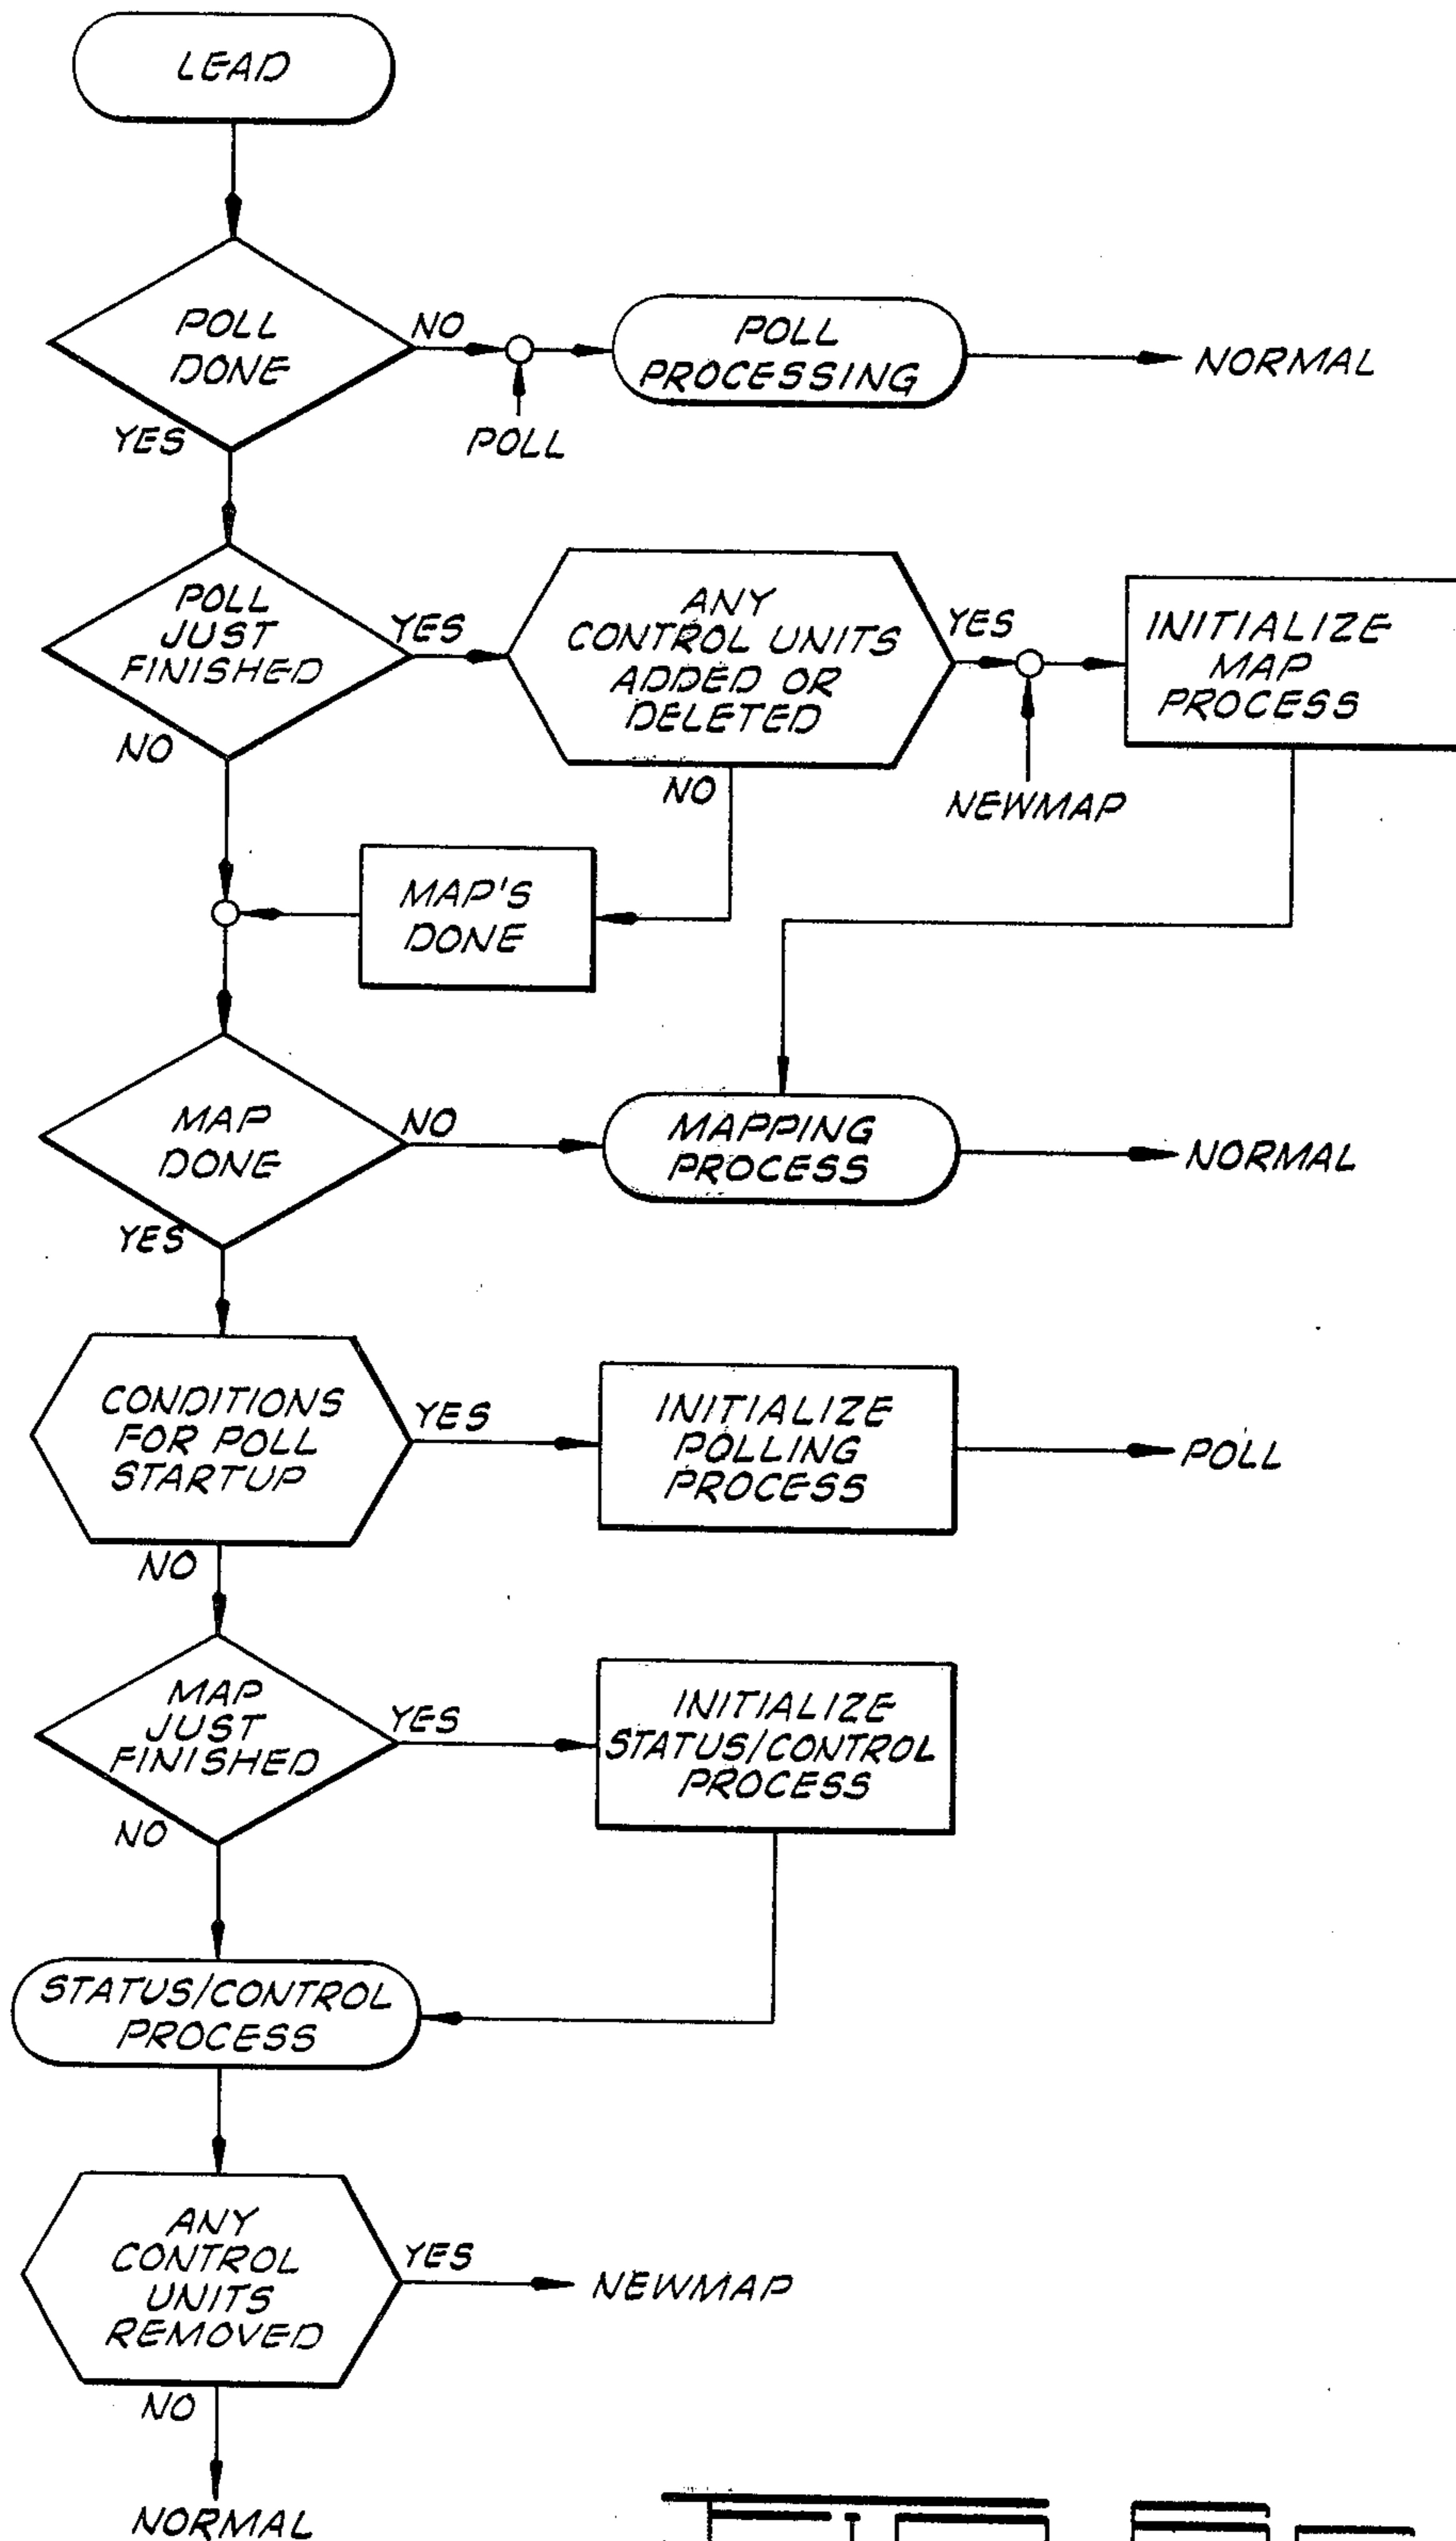 LEAD
POLL
DONE
NO
YES
POLL
POLL
PROCESSING
NORMAL
POLL
JUST
FINISHED
YES
NO
ANY
CONTROL UNITS
ADDED OR
DELETED
YES
NO
NEWMAP
INITIALIZE
MAP
PROCESS
MAP'S
DONE
MAP
DONE
NO
YES
MAPPING
PROCESS
NORMAL
CONDITIONS
FOR POLL
STARTUP
YES
NO
INITIALIZE
POLLING
PROCESS
POLL
MAP
JUST
FINISHED
YES
NO
INITIALIZE
STATUS/CONTROL
PROCESS
STATUS/CONTROL
PROCESS
ANY
CONTROL
UNITS
REMOVED
YES
NEWMAP
NO
NORMAL